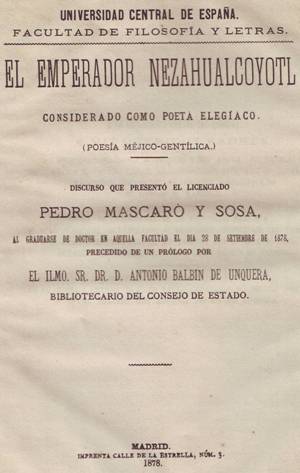 UNIVERSIDAD CENTRAL DE ESPAÑA.
FACULTAD DE FILOSOFÍA Y LETRAS.
EL EMPERADOR NEZAHUALCOYOTL
CONSIDERADO COMO POETA ELEGÍACO.
(POESÍA MÉJICO-GENTÍLICA.)
DISCURSO QUE PRESENTÓ EL LICENCIADO
PEDRO MASCARÓ Y SOSA,
AL GRADUARSE DE DOCTOR EN AQUELLA FACULTAD EL DIA 28 DE SETIEMBRE DE 1878,
PRECEDIDO DE UN PRÓLOGO POR
EL ILMO. SR. DR. D. ANTONIO BALBIN DE UNQUERA,
BIBLIOTECARIO DEL CONSEJO DE ESTADO.
MADRID.
IMPRENTA CALLE DE LA ESTRELLA, NÚM. 3.
1878.